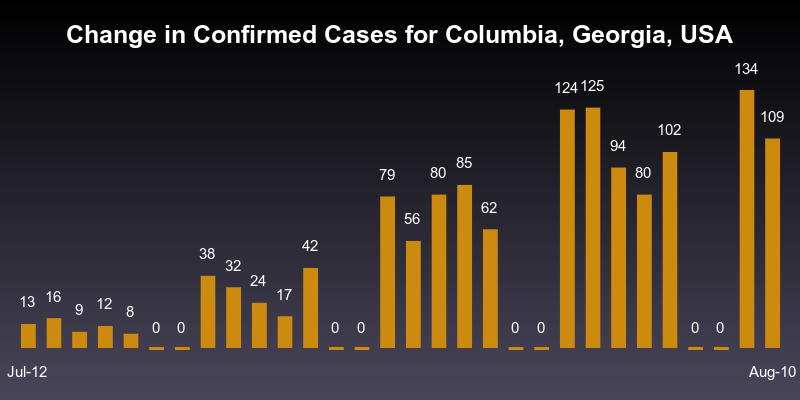 Change in Confirmed Cases for Columbia, Georgia, USA
13 16 9 12 8 0 0 38 32 24 17 42 0 0 79 56 80 85 62 0 0 124 125 94 80 102 0 0 134 109
Jul-12 Aug-10